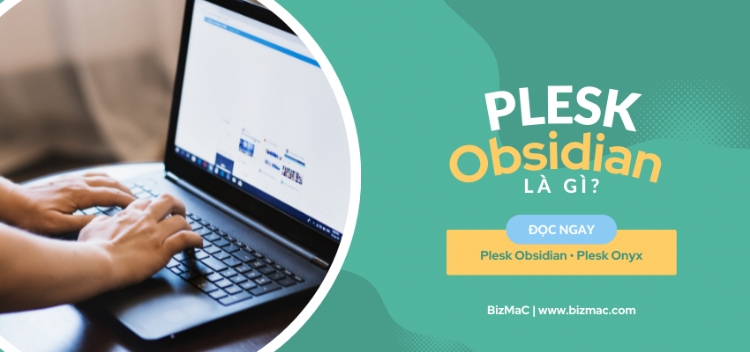 PLESK
Obsidian
LÀ GÌ?
ĐỌC NGAY
Plesk Obsidian • Plesk Onyx
BizMaC | www.bizmac.com